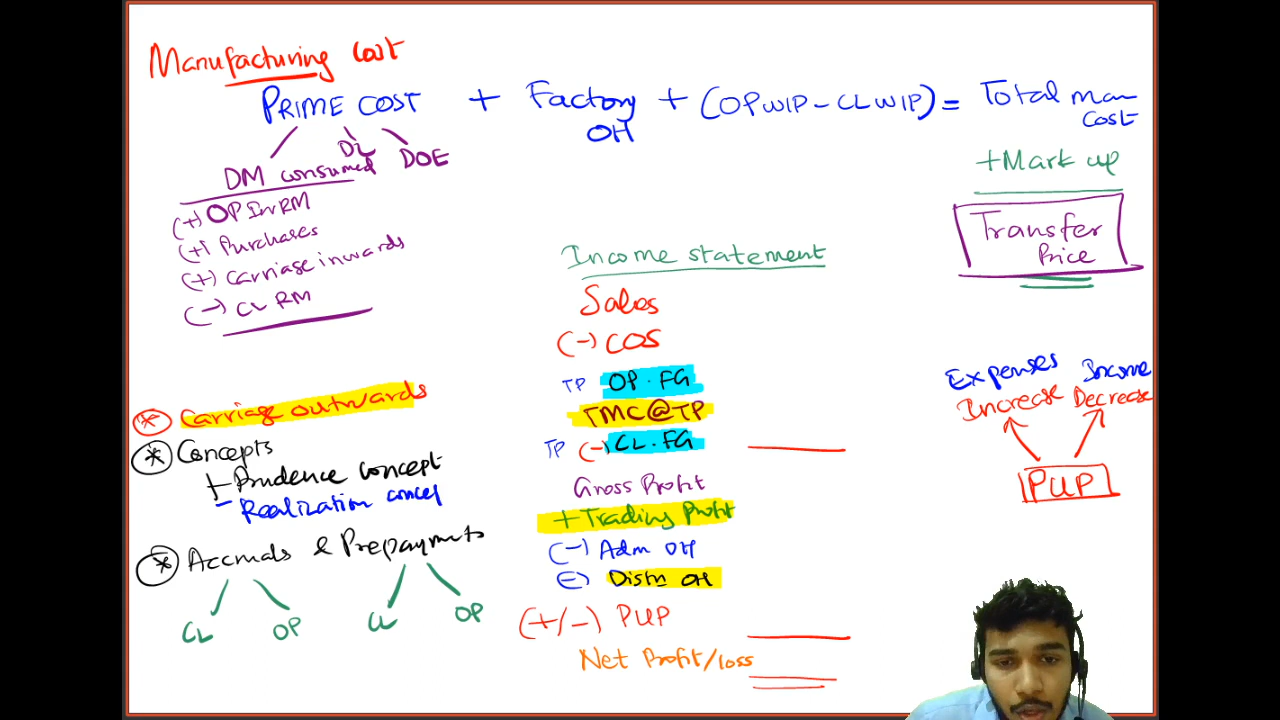 Manufacturing cost
PRIME COST + Factory OH + (OPWIP - CLWIP) = Total man cost
DM consumed
DL
DOE
(+) OP Inv RM
(+) Purchases
(+) Carriage inwards
(-) CL RM
+ Mark up
Transfer Price
Income statement
Sales
(-) COS
TP OP. FG
TMC @ TP
TP (-) CL. FG
Gross Profit
+ Trading Profit
(-) Adm OH
(-) Distn OH
(+/-) PUP
Net Profit/loss
* Carriage outwards
* Concepts
+ Prudence concept
- Realization concept
* Accruals & Prepayments
CL OP CL OP
Expenses Income
Increase Decrease
PUP